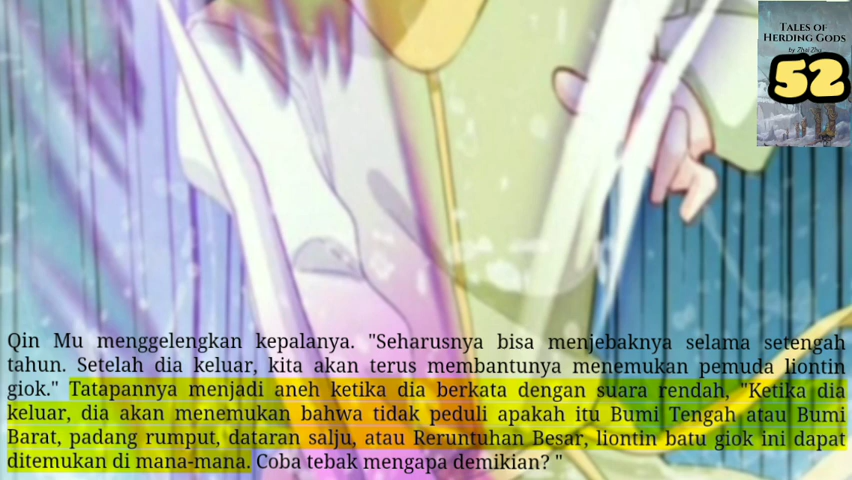 TALES OF
HERDING GODS
by Zhai Zhu
52
Qin Mu menggelengkan kepalanya. "Seharusnya bisa menjebaknya selama setengah
tahun. Setelah dia keluar, kita akan terus membantunya menemukan pemuda liontin
giok." Tatapannya menjadi aneh ketika dia berkata dengan suara rendah, "Ketika dia
keluar, dia akan menemukan bahwa tidak peduli apakah itu Bumi Tengah atau Bumi
Barat, padang rumput, dataran salju, atau Reruntuhan Besar, liontin batu giok ini dapat
ditemukan di mana-mana. Coba tebak mengapa demikian? "